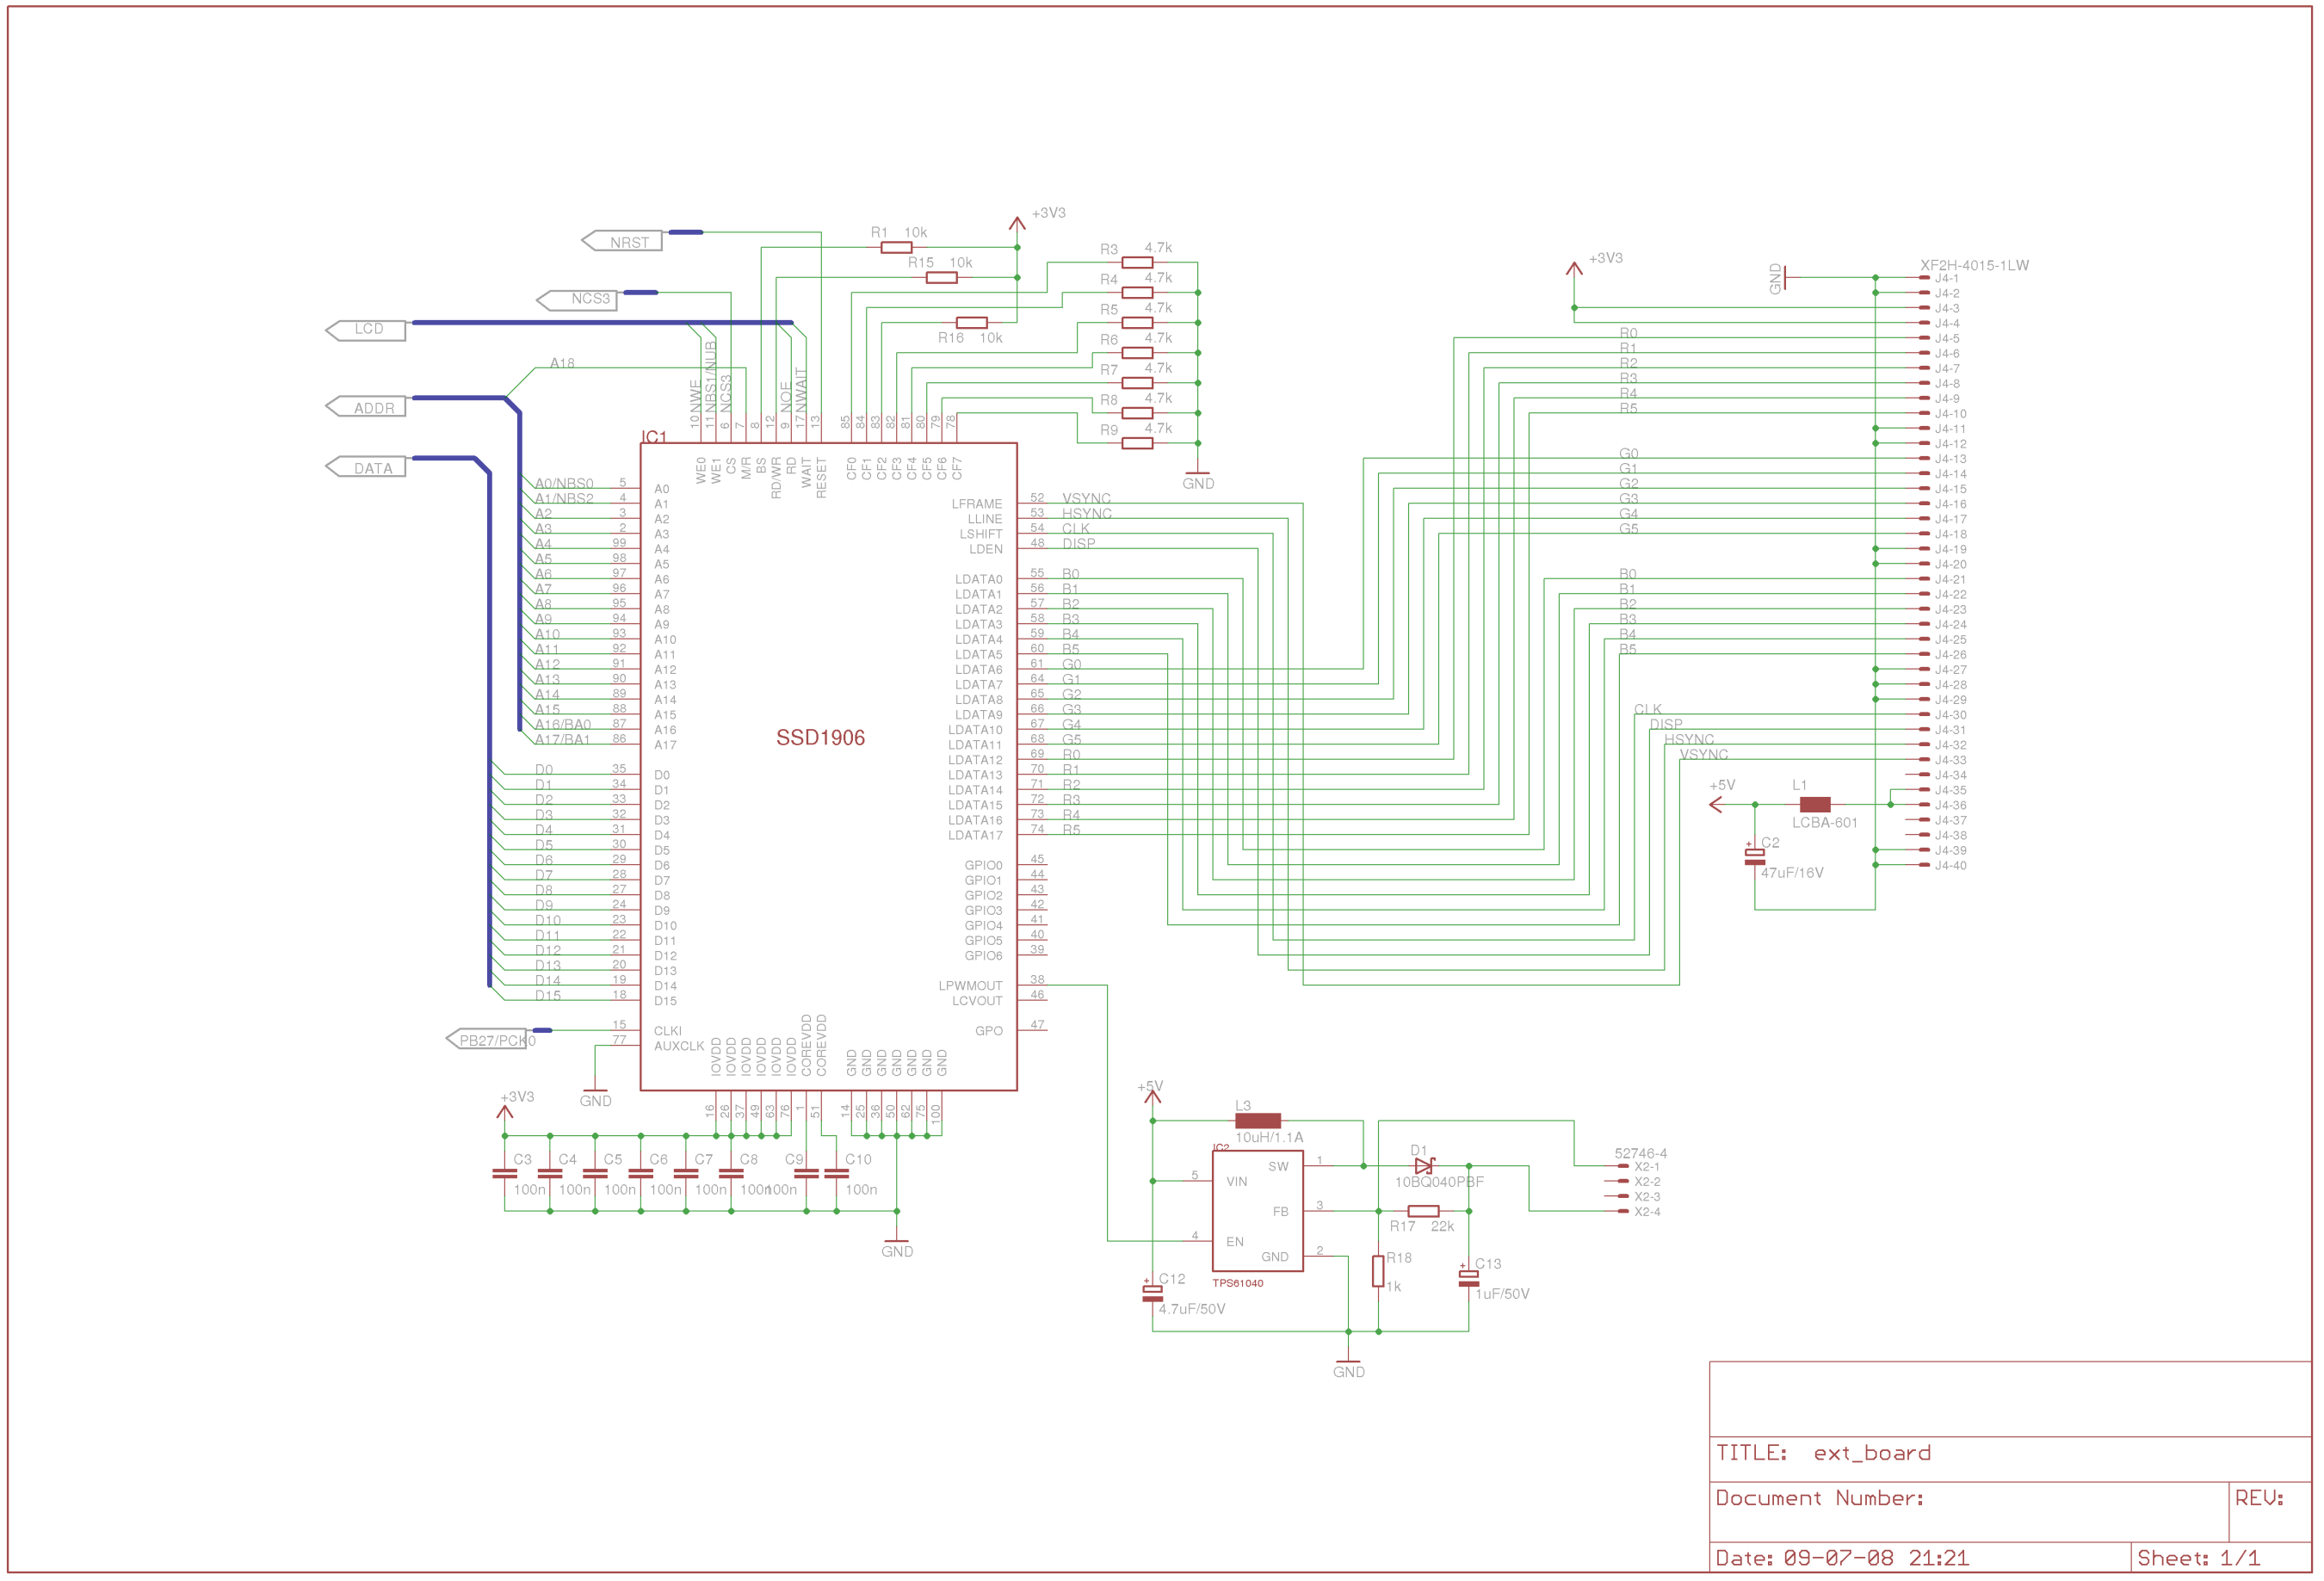 +3V3
NRST
R1 10k
R15 10k
R16 10k
NCS3
LCD
A18
ADDR
DATA
R3 4.7k
R4 4.7k
R5 4.7k
R6 4.7k
R7 4.7k
R8 4.7k
R9 4.7k
GND
10 NWE
11 NBS1/NUB
6 NCS3
7
8
12
9 NOE
17 NWAIT
13
85
84
83
82
81
80
79
78
IC1
WE0
WE1
CS
M/R
BS
RD/WR
RD
WAIT
RESET
CF0
CF1
CF2
CF3
CF4
CF5
CF6
CF7
A0/NBS0 5 A0
A1/NBS2 4 A1
A2 3 A2
A3 2 A3
A4 99 A4
A5 98 A5
A6 97 A6
A7 96 A7
A8 95 A8
A9 94 A9
A10 93 A10
A11 92 A11
A12 91 A12
A13 90 A13
A14 89 A14
A15 88 A15
A16/BA0 87 A16
A17/BA1 86 A17
D0 35 D0
D1 34 D1
D2 33 D2
D3 32 D3
D4 31 D4
D5 30 D5
D6 29 D6
D7 28 D7
D8 27 D8
D9 24 D9
D10 23 D10
D11 22 D11
D12 21 D12
D13 20 D13
D14 19 D14
D15 18 D15
PB27/PCK0 15 CLKI
77 AUXCLK
GND
SSD1906
LFRAME 52 VSYNC
LLINE 53 HSYNC
LSHIFT 54 CLK
LDEN 48 DISP
LDATA0 55 B0
LDATA1 56 B1
LDATA2 57 B2
LDATA3 58 B3
LDATA4 59 B4
LDATA5 60 B5
LDATA6 61 G0
LDATA7 64 G1
LDATA8 65 G2
LDATA9 66 G3
LDATA10 67 G4
LDATA11 68 G5
LDATA12 69 R0
LDATA13 70 R1
LDATA14 71 R2
LDATA15 72 R3
LDATA16 73 R4
LDATA17 74 R5
GPIO0 45
GPIO1 44
GPIO2 43
GPIO3 42
GPIO4 41
GPIO5 40
GPIO6 39
LPWMOUT 38
LCVOUT 46
GPO 47
IOVDD
IOVDD
IOVDD
IOVDD
IOVDD
IOVDD
COREVDD
COREVDD
GND
GND
GND
GND
GND
GND
GND
16
26
37
49
63
76
1
51
14
25
36
50
62
75
100
+3V3
C3 100n
C4 100n
C5 100n
C6 100n
C7 100n
C8 100n
C9 100n
C10 100n
GND
+3V3
GND
XF2H-4015-1LW
J4-1
J4-2
J4-3
J4-4
R0 J4-5
R1 J4-6
R2 J4-7
R3 J4-8
R4 J4-9
R5 J4-10
J4-11
J4-12
G0 J4-13
G1 J4-14
G2 J4-15
G3 J4-16
G4 J4-17
G5 J4-18
J4-19
J4-20
B0 J4-21
B1 J4-22
B2 J4-23
B3 J4-24
B4 J4-25
B5 J4-26
J4-27
J4-28
J4-29
CLK J4-30
DISP J4-31
HSYNC J4-32
VSYNC J4-33
J4-34
J4-35
J4-36
J4-37
J4-38
J4-39
J4-40
+5V
L1
LCBA-601
C2
47uF/16V
+5V
L3
10uH/1.1A
IC2
SW 1
5 VIN
FB 3
4 EN
GND 2
TPS61040
D1
10BQ040PBF
R17 22k
R18
1k
C12
4.7uF/50V
C13
1uF/50V
GND
52746-4
X2-1
X2-2
X2-3
X2-4
TITLE: ext_board
Document Number:
REV:
Date: 09-07-08 21:21
Sheet: 1/1